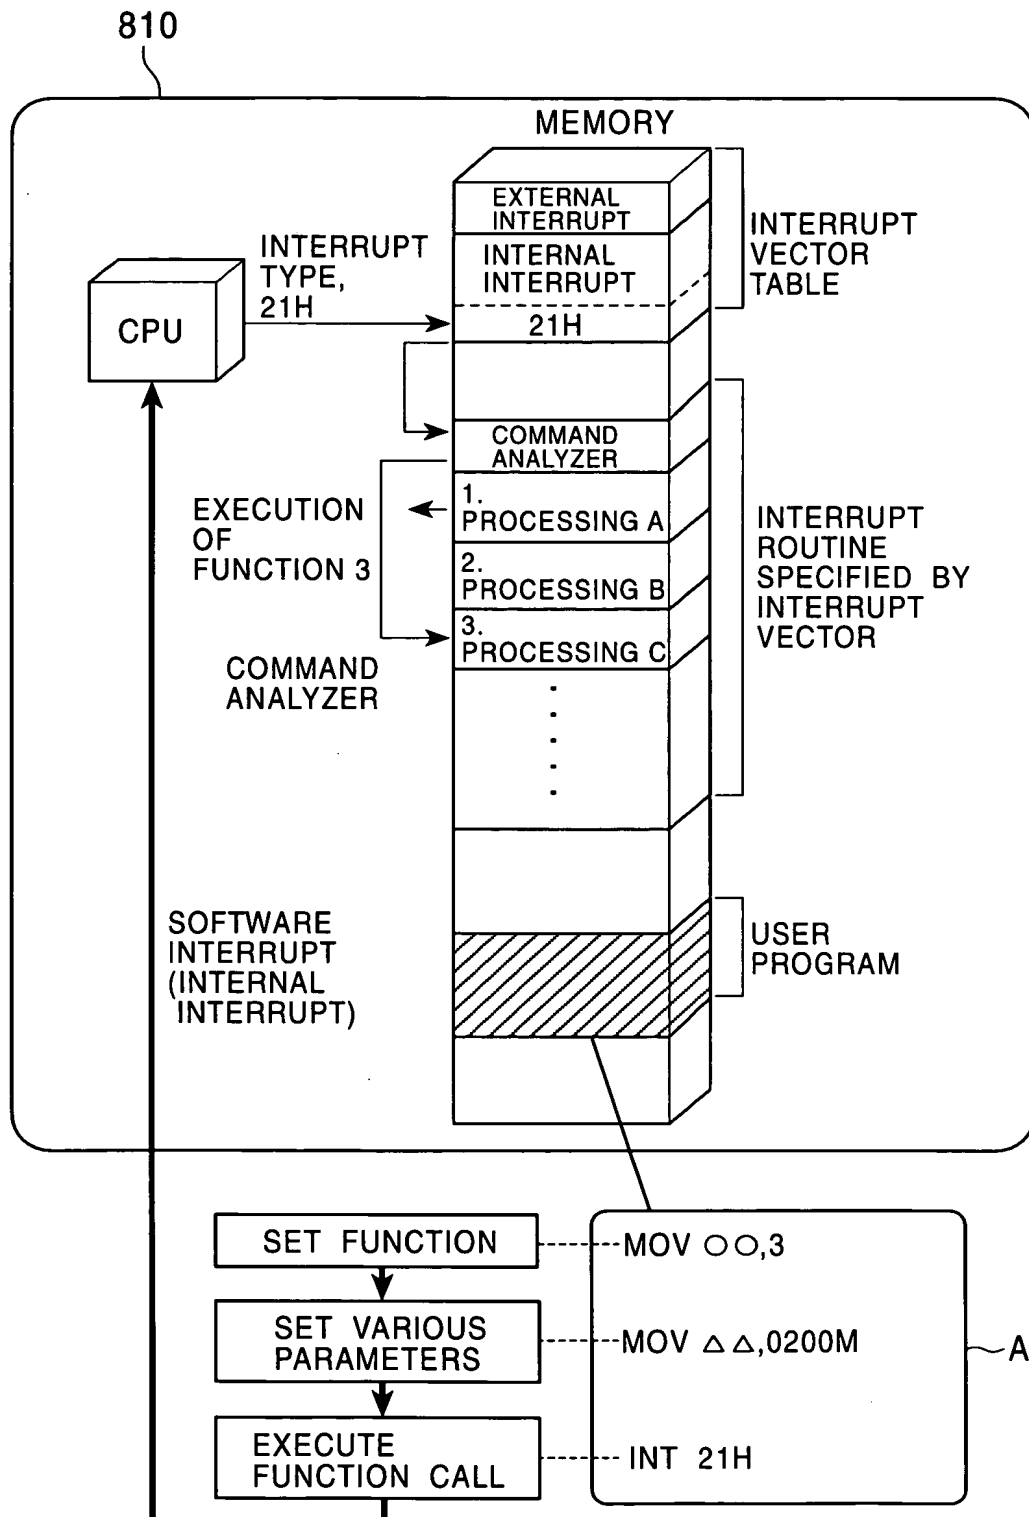 810
MEMORY
EXTERNAL
INTERRUPT
INTERNAL
INTERRUPT
21H
INTERRUPT
VECTOR
TABLE
INTERRUPT
TYPE,
21H
CPU
COMMAND
ANALYZER
1.
PROCESSING A
2.
PROCESSING B
3.
PROCESSING C
EXECUTION
OF
FUNCTION 3
COMMAND
ANALYZER
INTERRUPT
ROUTINE
SPECIFIED BY
INTERRUPT
VECTOR
SOFTWARE
INTERRUPT
(INTERNAL
INTERRUPT)
USER
PROGRAM
SET FUNCTION
MOV ○○,3
SET VARIOUS
PARAMETERS
MOV △△,0200M
A
EXECUTE
FUNCTION CALL
INT 21H